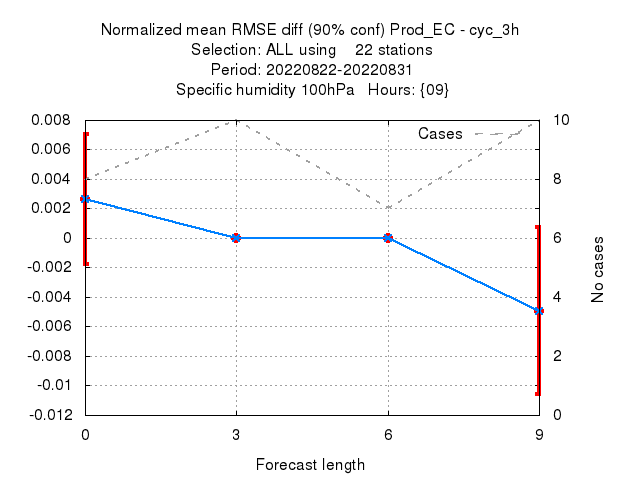 Normalized mean RMSE diff (90% conf) Prod_EC - cyc_3h
Selection: ALL using    22 stations
Period: 20220822-20220831
Specific humidity 100hPa   Hours: {09}
0.008
0.006
0.004
0.002
0
-0.002
-0.004
-0.006
-0.008
-0.01
-0.012
Cases
10
8
6
4
2
0
No cases
0 3 6 9
Forecast length